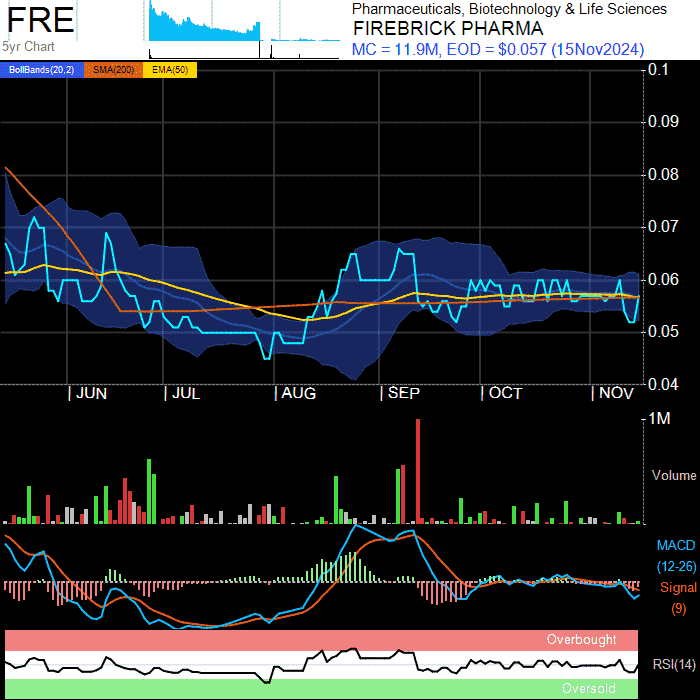 FRE
5yr Chart
Pharmaceuticals, Biotechnology & Life Sciences
FIREBRICK PHARMA
MC = 11.9M, EOD = $0.057 (15Nov2024)
BollBands(20,2) SMA(200) EMA(50)
0.1
0.09
0.08
0.07
0.06
0.05
0.04
JUN JUL AUG SEP OCT NOV
1M
Volume
MACD
(12-26)
Signal
(9)
Overbought
RSI(14)
Oversold